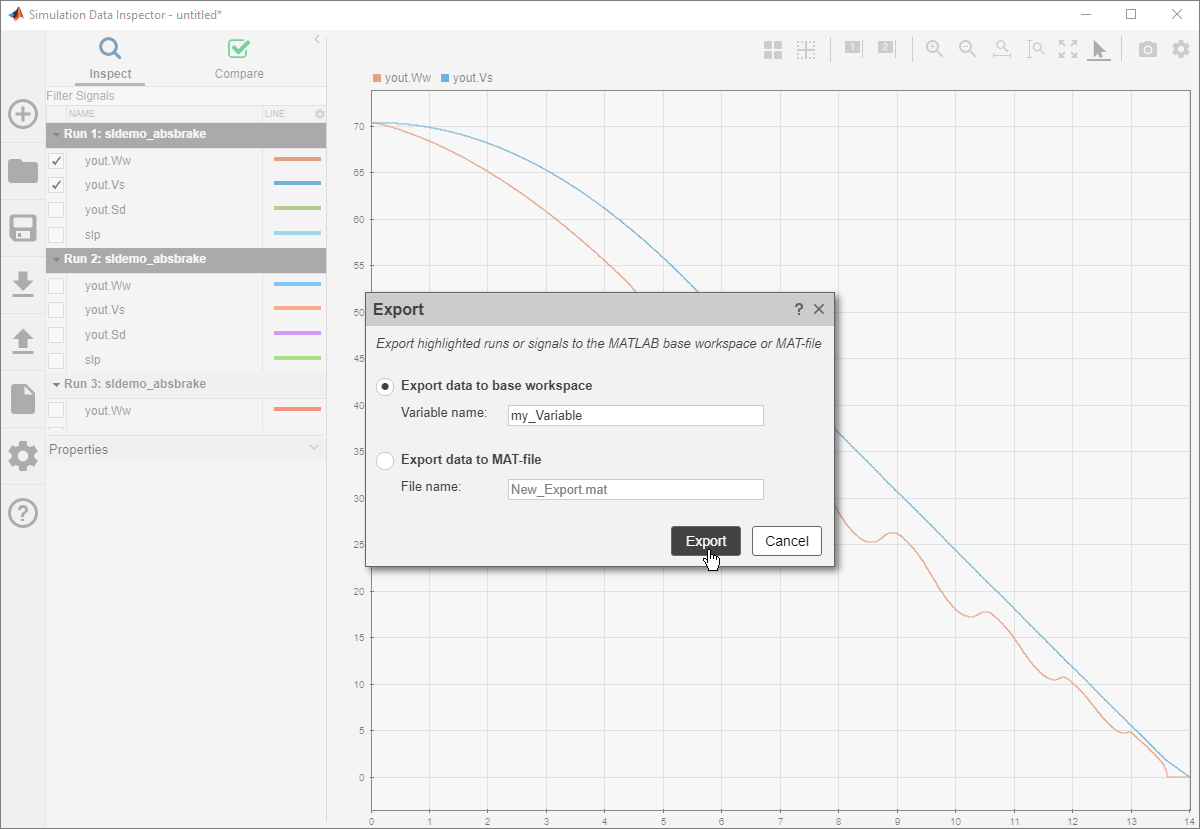 Simulation Data Inspector - untitled*
Inspect
Compare
Filter Signals
NAME
LINE
Run 1: sldemo_absbrake
yout.Ww
yout.Vs
yout.Sd
slp
Run 2: sldemo_absbrake
yout.Ww
yout.Vs
yout.Sd
slp
Run 3: sldemo_absbrake
yout.Ww
Properties
?
1
2
yout.Ww yout.Vs
70
65
60
55
50
45
40
35
30
25
20
15
10
5
0
0 1 2 3 4 5 6 7 8 9 10 11 12 13 14
Export
?
Export highlighted runs or signals to the MATLAB base workspace or MAT-file
Export data to base workspace
Variable name: my_Variable
Export data to MAT-file
File name: New_Export.mat
Export Cancel